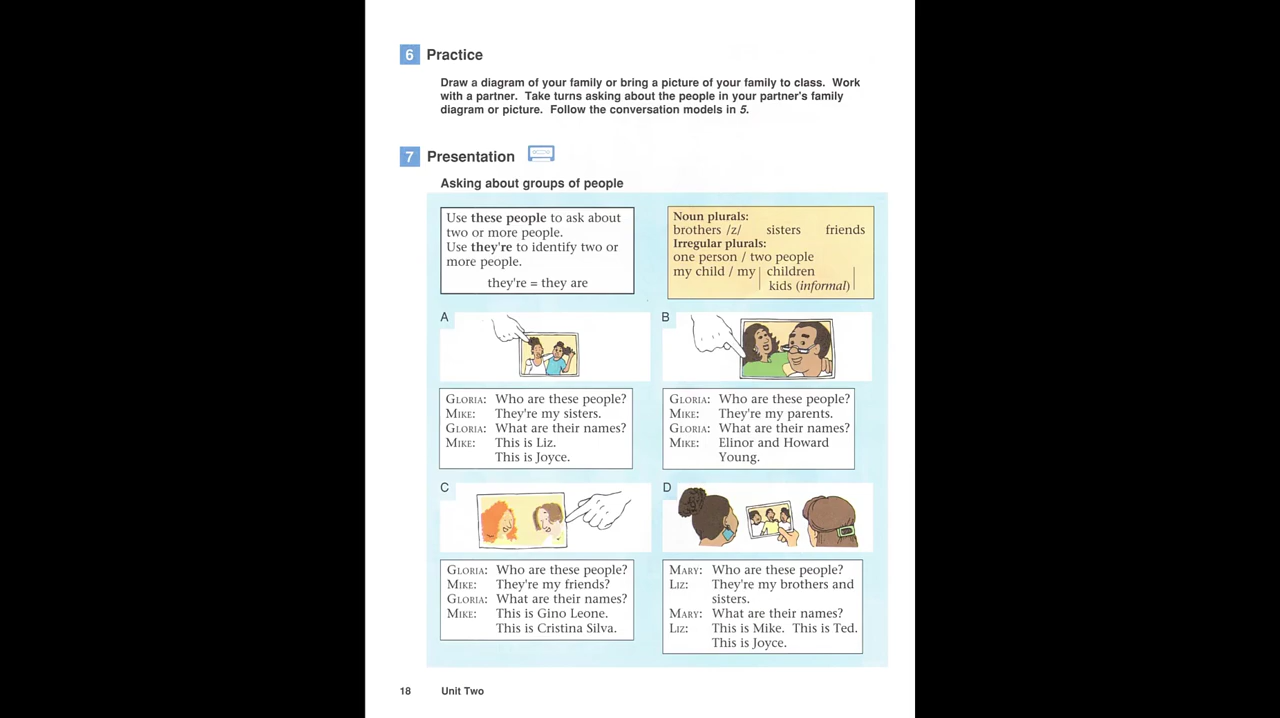 6 Practice
Draw a diagram of your family or bring a picture of your family to class. Work
with a partner. Take turns asking about the people in your partner's family
diagram or picture. Follow the conversation models in 5.
7 Presentation
Asking about groups of people
Use these people to ask about
two or more people.
Use they're to identify two or
more people.
they're = they are
Noun plurals:
brothers /z/ sisters friends
Irregular plurals:
one person / two people
my child / my | children
kids (informal) |
A
GLORIA: Who are these people?
MIKE: They're my sisters.
GLORIA: What are their names?
MIKE: This is Liz.
This is Joyce.
B
GLORIA: Who are these people?
MIKE: They're my parents.
GLORIA: What are their names?
MIKE: Elinor and Howard
Young.
C
GLORIA: Who are these people?
MIKE: They're my friends?
GLORIA: What are their names?
MIKE: This is Gino Leone.
This is Cristina Silva.
D
MARY: Who are these people?
LIZ: They're my brothers and
sisters.
MARY: What are their names?
LIZ: This is Mike. This is Ted.
This is Joyce.
18 Unit Two